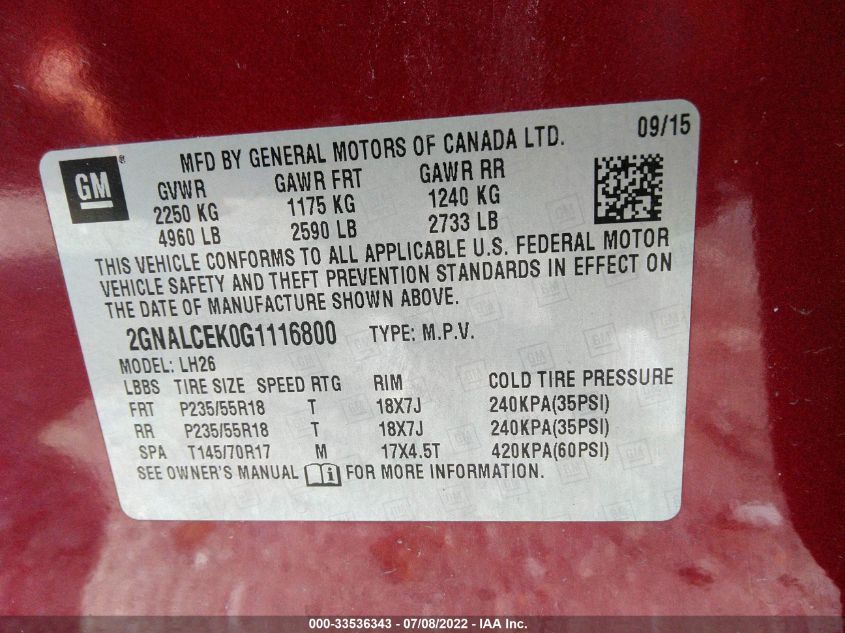 GM
MFD BY GENERAL MOTORS OF CANADA LTD. 09/15
GVWR GAWR FRT GAWR RR
2250 KG 1175 KG 1240 KG
4960 LB 2590 LB 2733 LB
THIS VEHICLE CONFORMS TO ALL APPLICABLE U.S. FEDERAL MOTOR
VEHICLE SAFETY AND THEFT PREVENTION STANDARDS IN EFFECT ON
THE DATE OF MANUFACTURE SHOWN ABOVE.
2GNALCEK0G1116800 TYPE: M.P.V.
MODEL: LH26
LBBS TIRE SIZE SPEED RTG RIM COLD TIRE PRESSURE
FRT P235/55R18 T 18X7J 240KPA(35PSI)
RR P235/55R18 T 18X7J 240KPA(35PSI)
SPA T145/70R17 M 17X4.5T 420KPA(60PSI)
SEE OWNER'S MANUAL i FOR MORE INFORMATION.
000-33536343 - 07/08/2022 - IAA Inc.